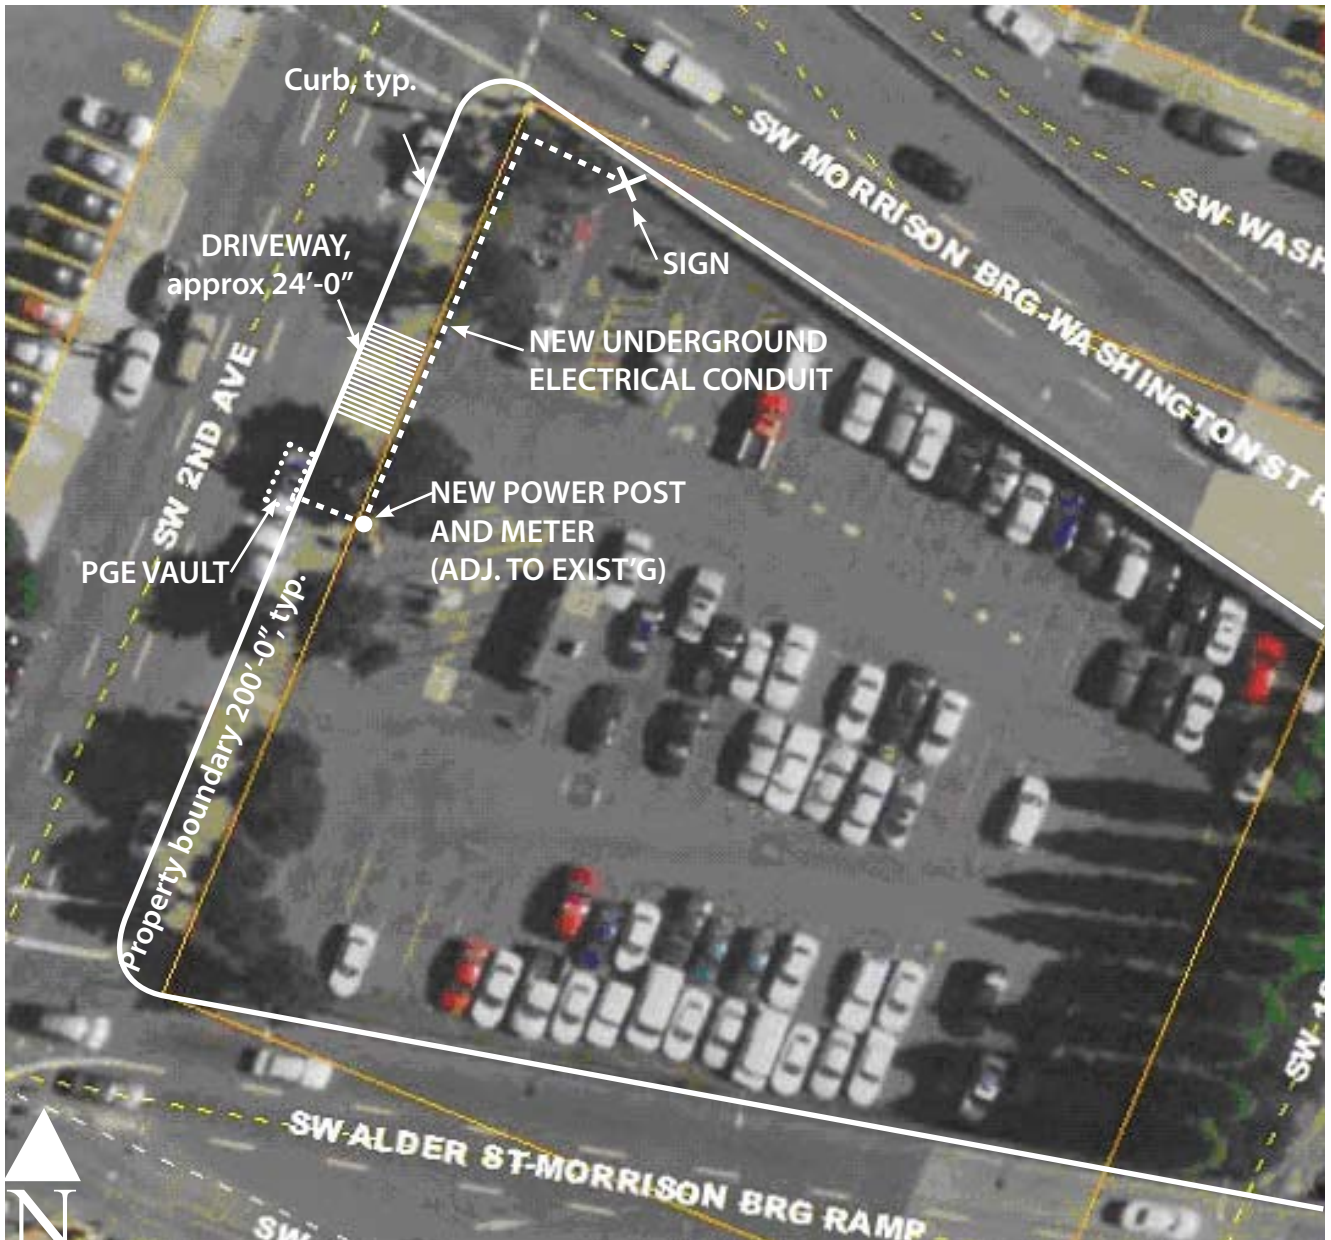 Curb, typ.
SW MORRISON BRG-WASHINGTON ST R
SW WASH
DRIVEWAY,
approx 24'-0"
SIGN
NEW UNDERGROUND
ELECTRICAL CONDUIT
SW 2ND AVE
NEW POWER POST
AND METER
(ADJ. TO EXIST'G)
PGE VAULT
Property boundary 200'-0", typ.
SW ALDER ST-MORRISON BRG RAMP
SW
SW
N